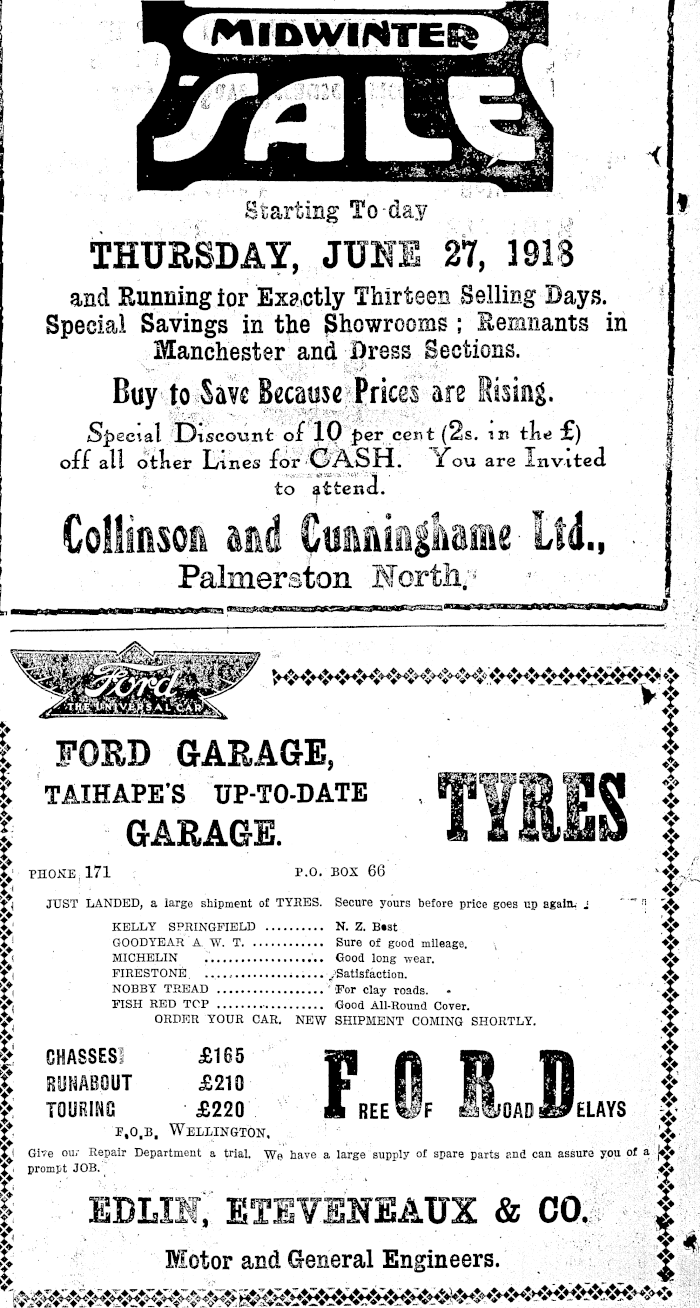 MIDWINTER
SALE
Starting To-day
THURSDAY, JUNE 27, 1918
and Running for Exactly Thirteen Selling Days.
Special Savings in the Showrooms ; Remnants in
Manchester and Dress Sections.
Buy to Save Because Prices are Rising.
Special Discount of 10 per cent (2s. in the £)
off all other Lines for CASH. You are Invited
to attend.
Collinson and Cunninghame Ltd.,
Palmerston North.
Ford
THE UNIVERSAL CAR
FORD GARAGE,
TAIHAPE'S UP-TO-DATE
GARAGE.
TYRES
PHONE 171 P.O. BOX 66
JUST LANDED, a large shipment of TYRES. Secure yours before price goes up again.
KELLY SPRINGFIELD .......... N. Z. Best
GOODYEAR A. W. T. ............ Sure of good mileage.
MICHELIN .................... Good long wear.
FIRESTONE .................... Satisfaction.
NOBBY TREAD .................. For clay roads.
FISH RED TOP .................. Good All-Round Cover.
ORDER YOUR CAR. NEW SHIPMENT COMING SHORTLY.
CHASSES £165
RUNABOUT £210
TOURING £220
F.O.B. WELLINGTON.
FREE OF ROAD DELAYS
Give our Repair Department a trial. We have a large supply of spare parts and can assure you of a
prompt JOB.
EDLIN, ETEVENEAUX & CO.
Motor and General Engineers.